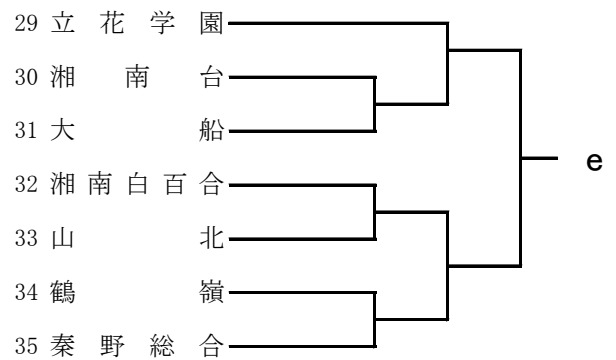 29 立花学園
30 湘南台
31 大船
32 湘南白百合
33 山北
34 鶴嶺
35 秦野総合
e